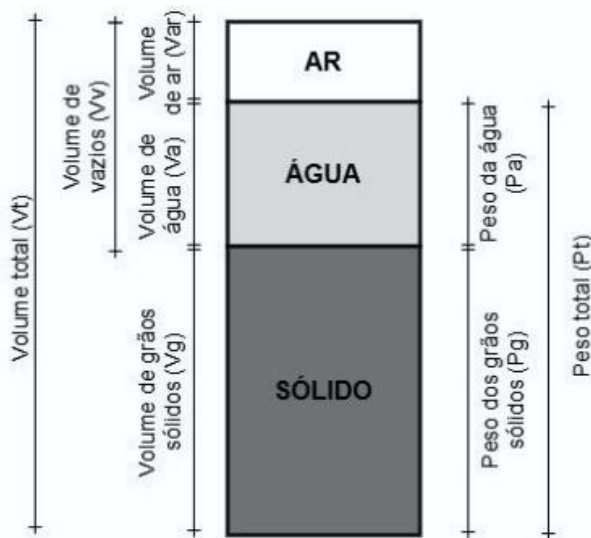 Volume total (Vt)
Volume de
vazios (Vv)
Volume
de ar (Var)
Volume de
água (Va)
Volume de grãos
sólidos (Vg)
AR
ÁGUA
SÓLIDO
Peso da água
(Pa)
Peso dos grãos
sólidos (Pg)
Peso total (Pt)